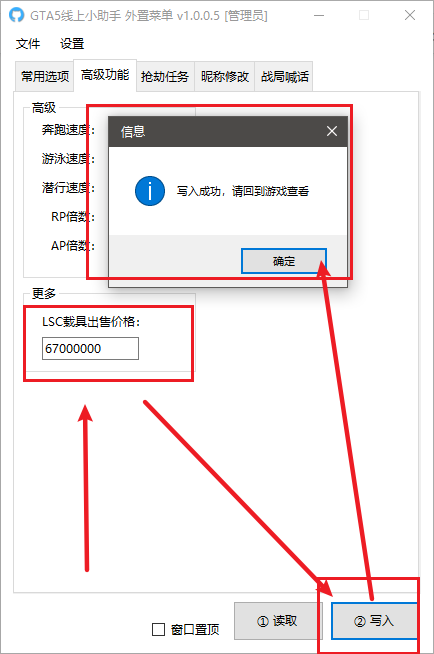 GTA5线上小助手 外置菜单 v1.0.0.5 [管理员]
文件 设置
常用选项 高级功能 抢劫任务 昵称修改 战局喊话
高级
奔跑速度：
游泳速度：
潜行速度：
RP倍数：
AP倍数：
信息
写入成功，请回到游戏查看
确定
更多
LSC载具出售价格：
67000000
窗口置顶
① 读取
② 写入